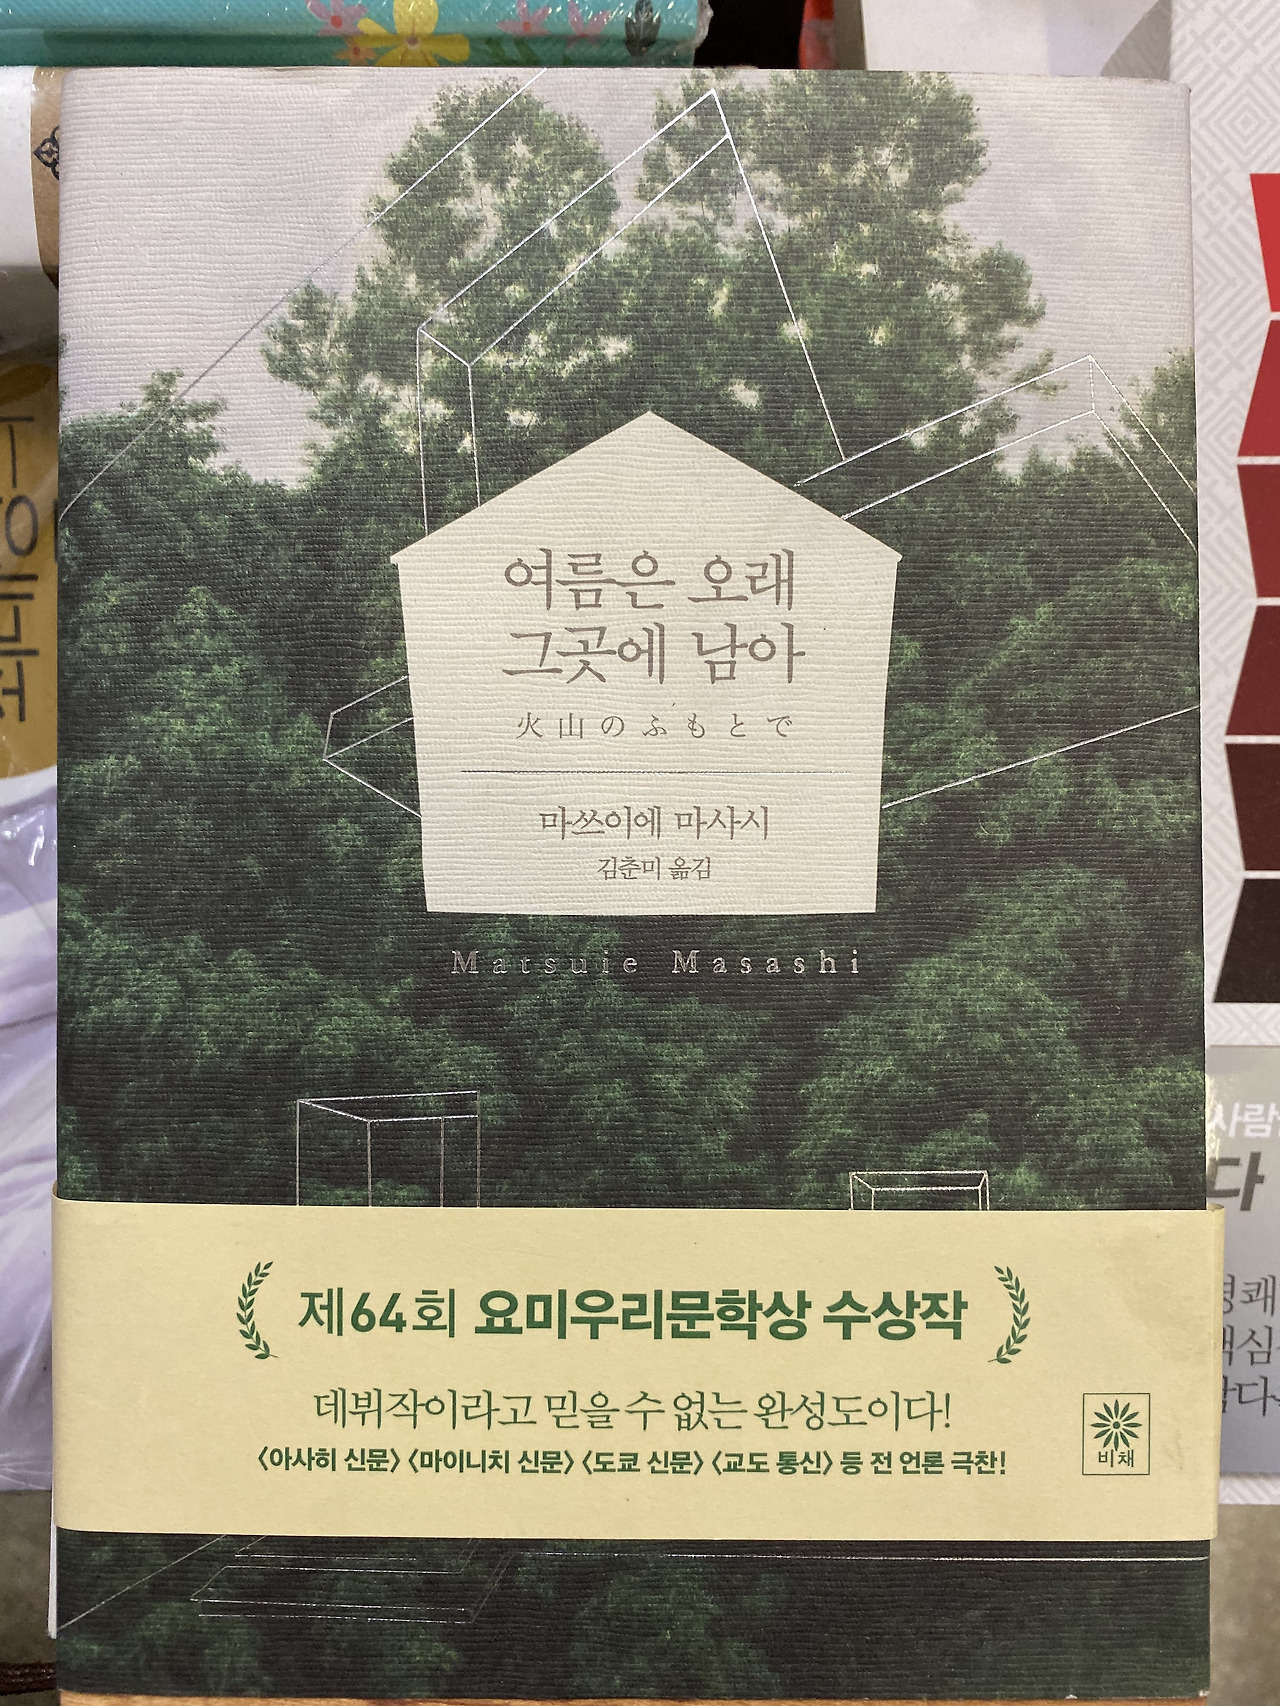 여름은 오래
그곳에 남아
火山のふもとで
마쓰이에 마사시
김춘미 옮김
Matsuie Masashi
제64회 요미우리문학상 수상작
데뷔작이라고 믿을 수 없는 완성도이다!
〈아사히 신문〉 〈마이니치 신문〉 〈도쿄 신문〉 〈교도 통신〉 등 전 언론 극찬!
비채
사람
다